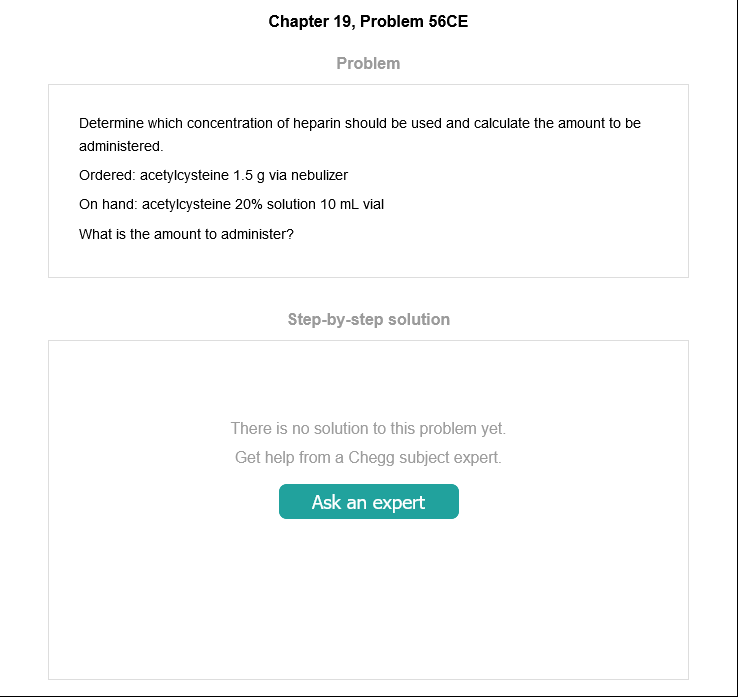 Chapter 19, Problem 56CE
Problem
Determine which concentration of heparin should be used and calculate the amount to be
administered.
Ordered: acetylcysteine 1.5 g via nebulizer
On hand: acetylcysteine 20% solution 10 mL vial
What is the amount to administer?
Step-by-step solution
There is no solution to this problem yet.
Get help from a Chegg subject expert.
Ask an expert